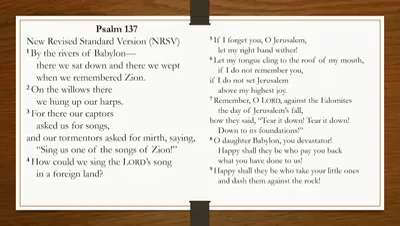 Psalm 137
New Revised Standard Version (NRSV)
1 By the rivers of Babylon—
there we sat down and there we wept
when we remembered Zion.
2 On the willows there
we hung up our harps.
3 For there our captors
asked us for songs,
and our tormentors asked for mirth, saying,
“Sing us one of the songs of Zion!”
4 How could we sing the LORD’s song
in a foreign land?
5 If I forget you, O Jerusalem,
let my right hand wither!
6 Let my tongue cling to the roof of my mouth,
if I do not remember you,
if I do not set Jerusalem
above my highest joy.
7 Remember, O LORD, against the Edomites
the day of Jerusalem’s fall,
how they said, “Tear it down! Tear it down!
Down to its foundations!”
8 O daughter Babylon, you devastator!
Happy shall they be who pay you back
what you have done to us!
9 Happy shall they be who take your little ones
and dash them against the rock!